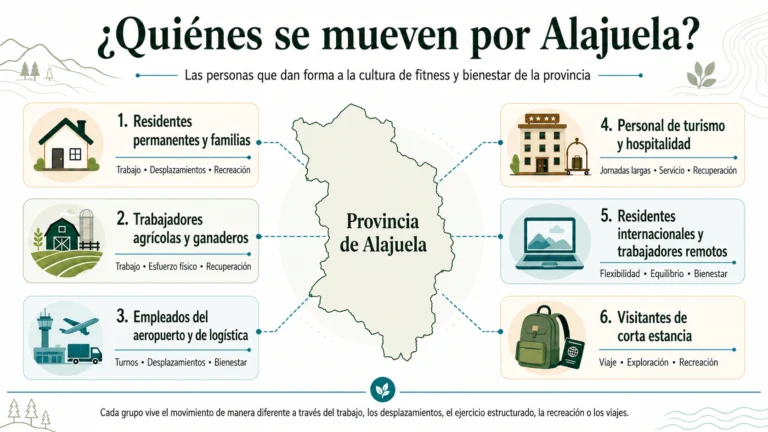 ¿Quiénes se mueven por Alajuela?
Las personas que dan forma a la cultura de fitness y bienestar de la provincia
1. Residentes
permanentes y familias
Trabajo • Desplazamientos • Recreación
2. Trabajadores
agrícolas y ganaderos
Trabajo • Esfuerzo físico • Recuperación
3. Empleados del
aeropuerto y de logística
Turnos • Desplazamientos • Bienestar
Provincia
de Alajuela
4. Personal de turismo
y hospitalidad
Jornadas largas • Servicio • Recuperación
5. Residentes
internacionales y
trabajadores remotos
Flexibilidad • Equilibrio • Bienestar
6. Visitantes de
corta estancia
Viaje • Exploración • Recreación
Cada grupo vive el movimiento de manera diferente a través del trabajo, los desplazamientos, el ejercicio estructurado, la recreación o los viajes.